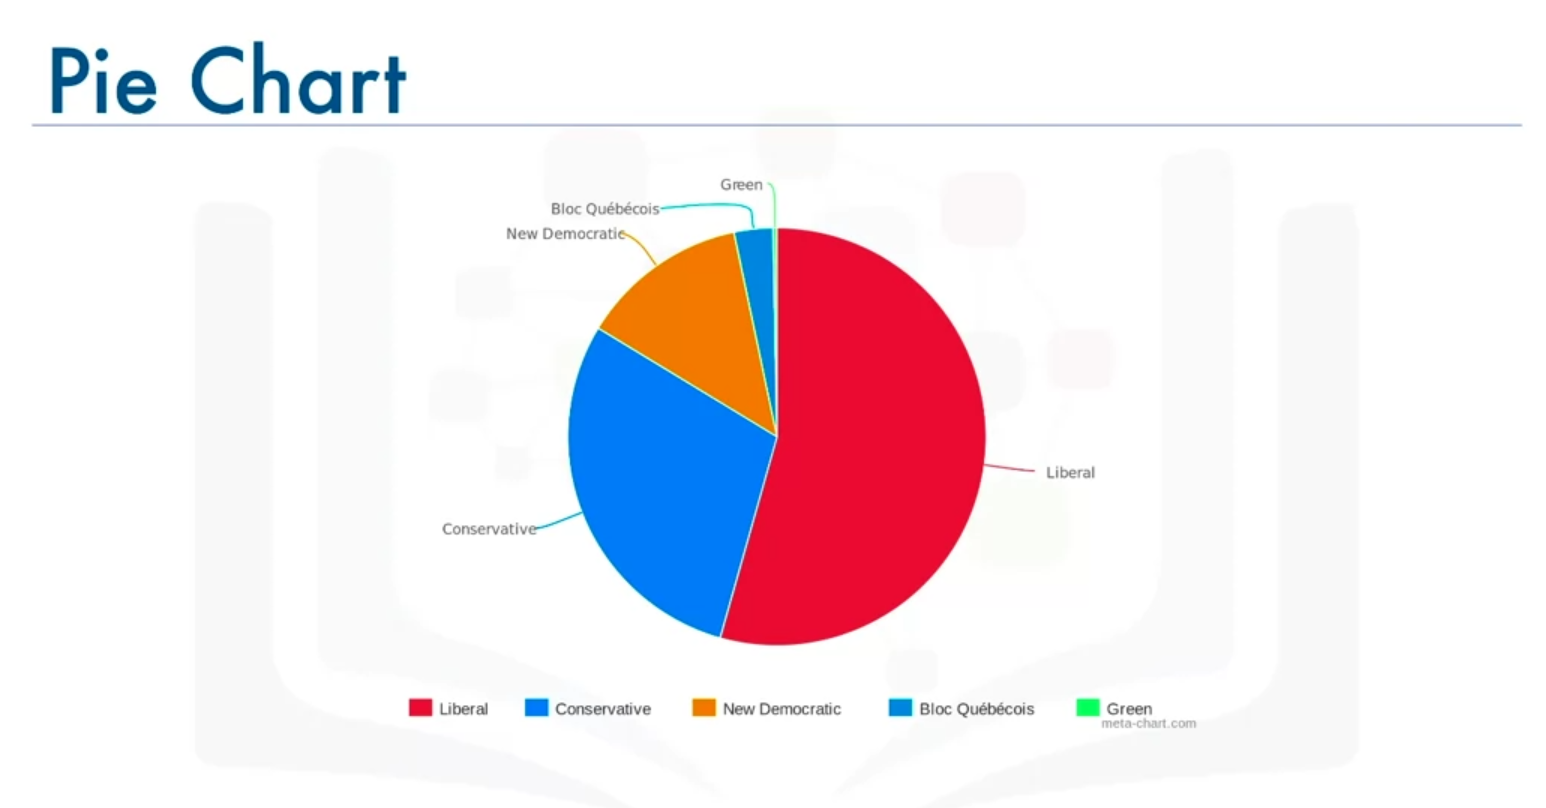 Pie Chart
Green
Bloc Québécois
New Democratic
Liberal
Conservative
Liberal Conservative New Democratic Bloc Québécois Green
meta-chart.com